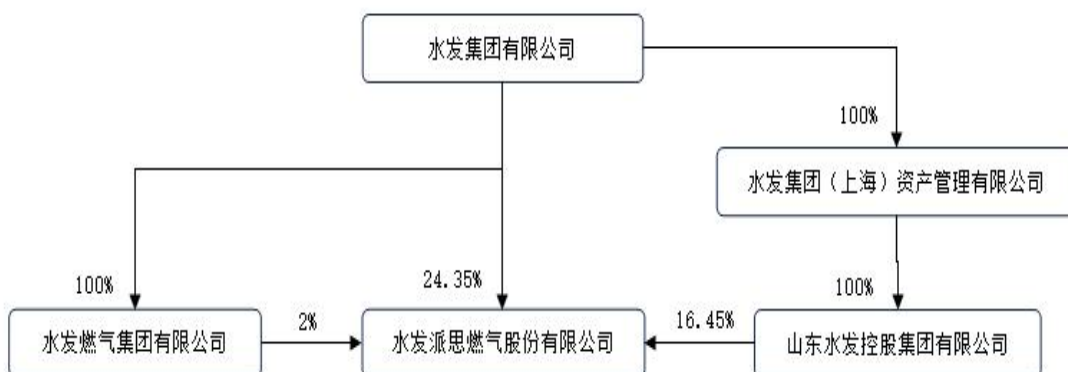 水发集团有限公司
100%
水发集团（上海）资产管理有限公司
100%
24.35%
100%
水发燃气集团有限公司
2%
水发派思燃气股份有限公司
16.45%
山东水发控股集团有限公司